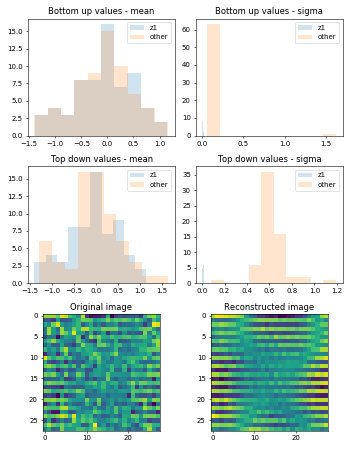 Bottom up values - mean
Bottom up values - sigma
z1
other
z1
other
15.0
12.5
10.0
7.5
5.0
2.5
0.0
−1.5 −1.0 −0.5 0.0 0.5 1.0
60
50
40
30
20
10
0
0.0 0.5 1.0 1.5
Top down values - mean
Top down values - sigma
z1
other
z1
other
15.0
12.5
10.0
7.5
5.0
2.5
0.0
−1.5 −1.0 −0.5 0.0 0.5 1.0 1.5
35
30
25
20
15
10
5
0
0.0 0.2 0.4 0.6 0.8 1.0 1.2
Original image
Reconstructed image
0
5
10
15
20
25
0 10 20
0
5
10
15
20
25
0 10 20